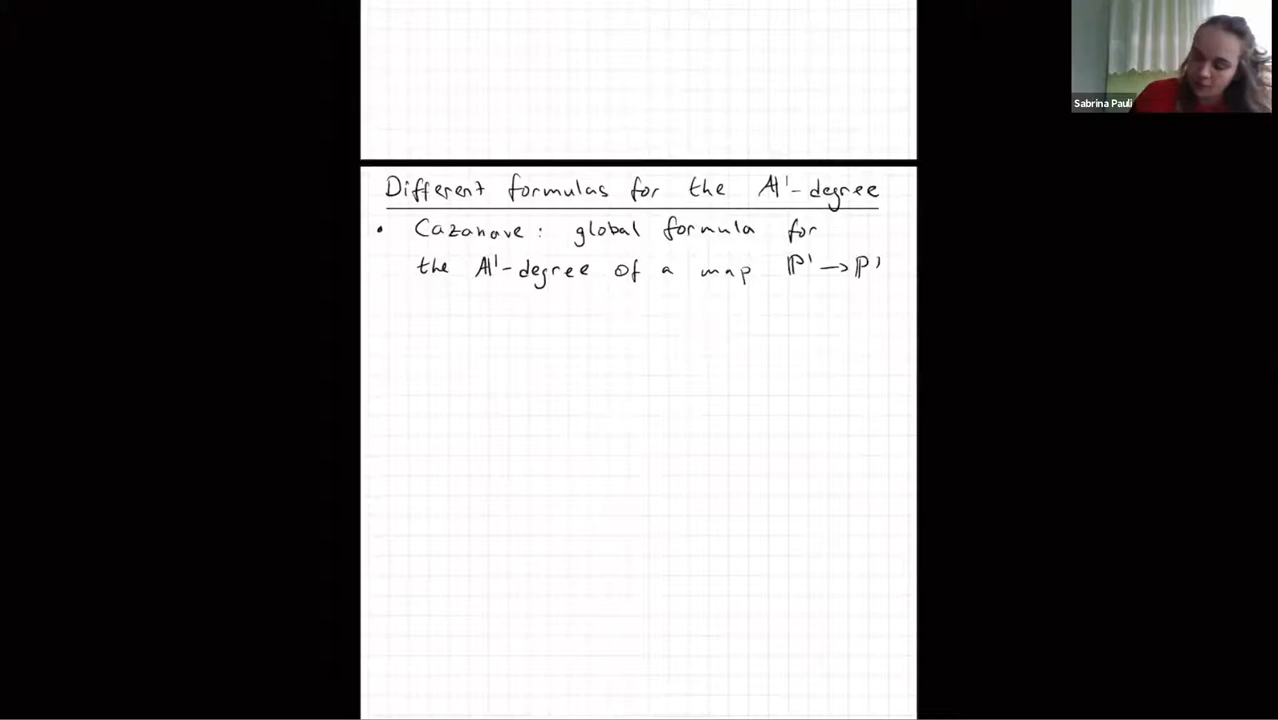 Sabrina Pauli
Different formulas for the A¹-degree
• Cazanave: global formula for
the A¹-degree of a map ℙ¹ → ℙ¹